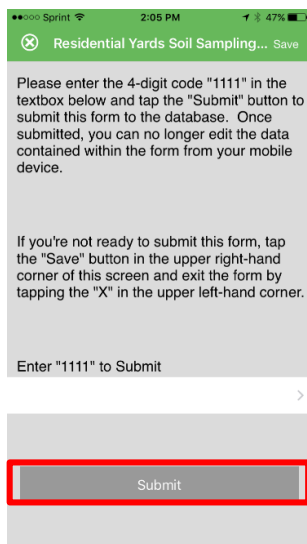 ●●○○○ Sprint 2:05 PM 47%
Residential Yards Soil Sampling... Save
Please enter the 4-digit code "1111" in the
textbox below and tap the "Submit" button to
submit this form to the database.  Once
submitted, you can no longer edit the data
contained within the form from your mobile
device.
If you're not ready to submit this form, tap
the "Save" button in the upper right-hand
corner of this screen and exit the form by
tapping the "X" in the upper left-hand corner.
Enter "1111" to Submit
Submit